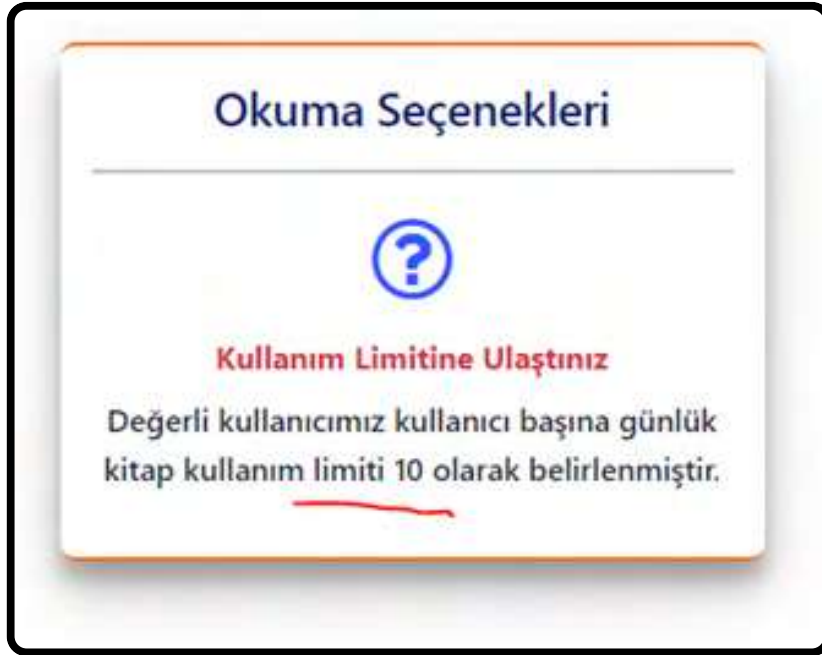 Okuma Seçenekleri
?
Kullanım Limitine Ulaştınız
Değerli kullanıcımız kullanıcı başına günlük
kitap kullanım limiti 10 olarak belirlenmiştir.